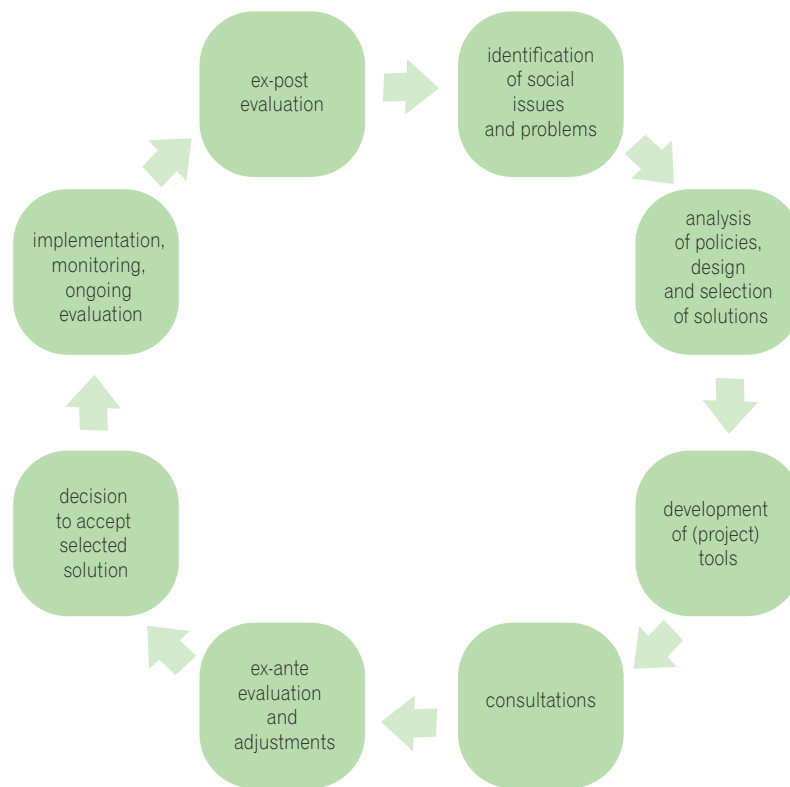 ex-post
evaluation
identification
of social
issues
and problems
analysis
of policies,
design
and selection
of solutions
development
of (project)
tools
consultations
ex-ante
evaluation
and
adjustments
decision
to accept
selected
solution
implementation,
monitoring,
ongoing
evaluation